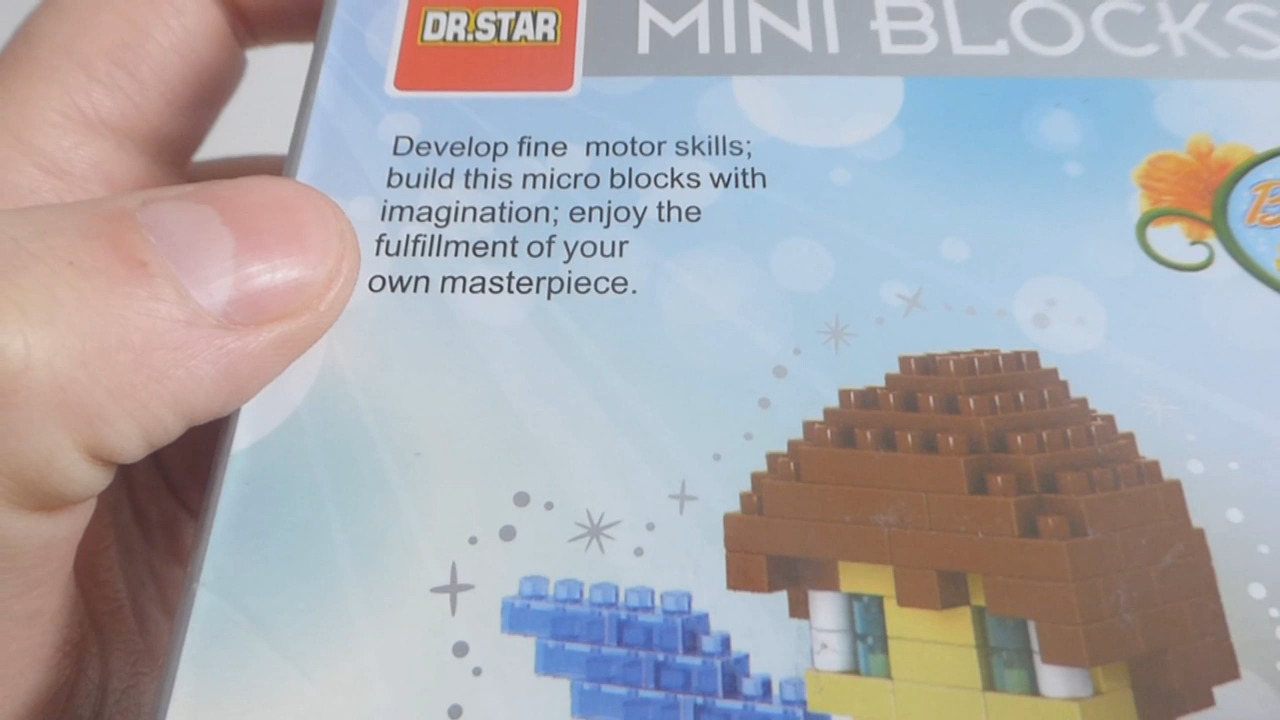 DR.STAR
MINI BLOCKS
Develop fine motor skills;
build this micro blocks with
imagination; enjoy the
fulfillment of your
own masterpiece.